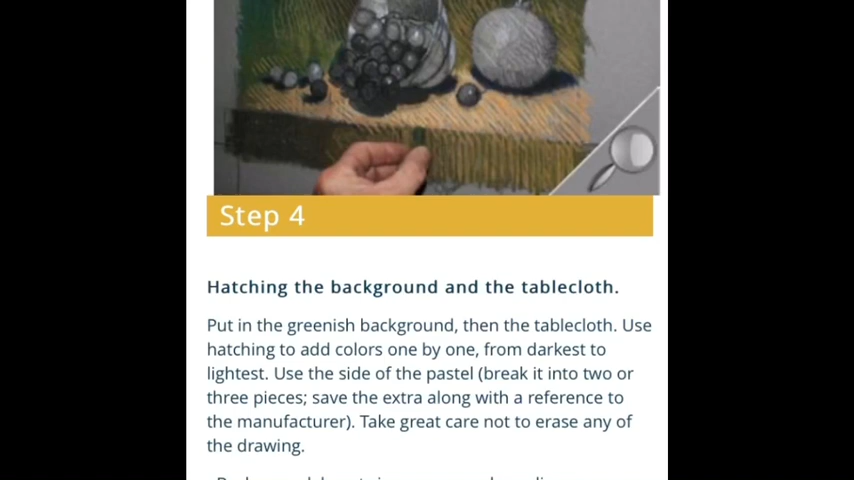 Step 4
Hatching the background and the tablecloth.
Put in the greenish background, then the tablecloth. Use
hatching to add colors one by one, from darkest to
lightest. Use the side of the pastel (break it into two or
three pieces; save the extra along with a reference to
the manufacturer). Take great care not to erase any of
the drawing.